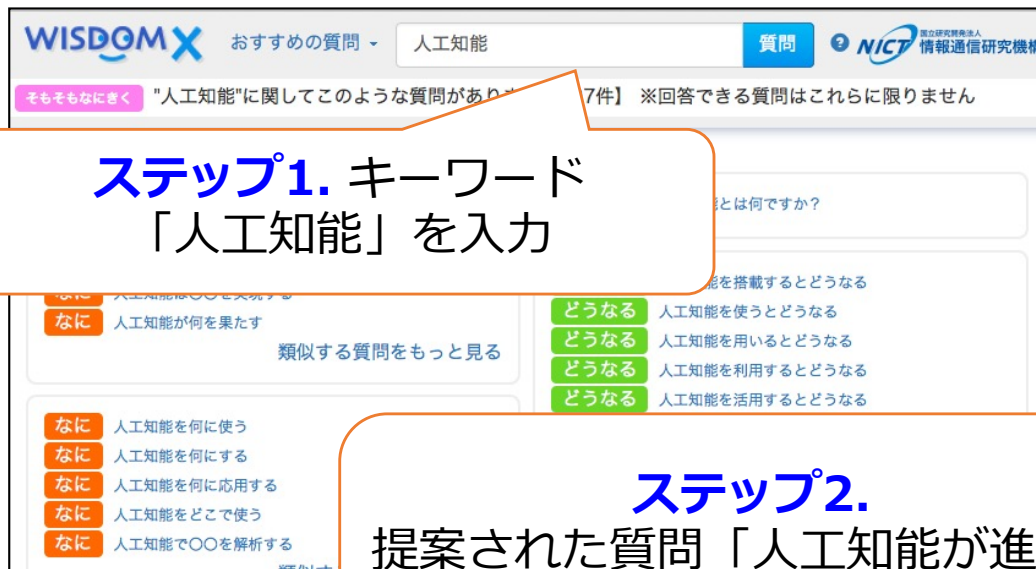 WISDOM X おすすめの質問 人工知能 質問 ? NICT 国立研究開発法人 情報通信研究機構
そもそもなにきく "人工知能"に関してこのような質問があり 7件】 ※回答できる質問はこれらに限りません
ステップ1. キーワード
「人工知能」を入力
とは何ですか？
なに 人工知能が何を果たす
類似する質問をもっと見る
能を搭載するとどうなる
どうなる 人工知能を使うとどうなる
どうなる 人工知能を用いるとどうなる
どうなる 人工知能を利用するとどうなる
どうなる 人工知能を活用するとどうなる
なに 人工知能を何に使う
なに 人工知能を何にする
なに 人工知能を何に応用する
なに 人工知能をどこで使う
なに 人工知能で〇〇を解析する
ステップ2.
提案された質問「人工知能が進